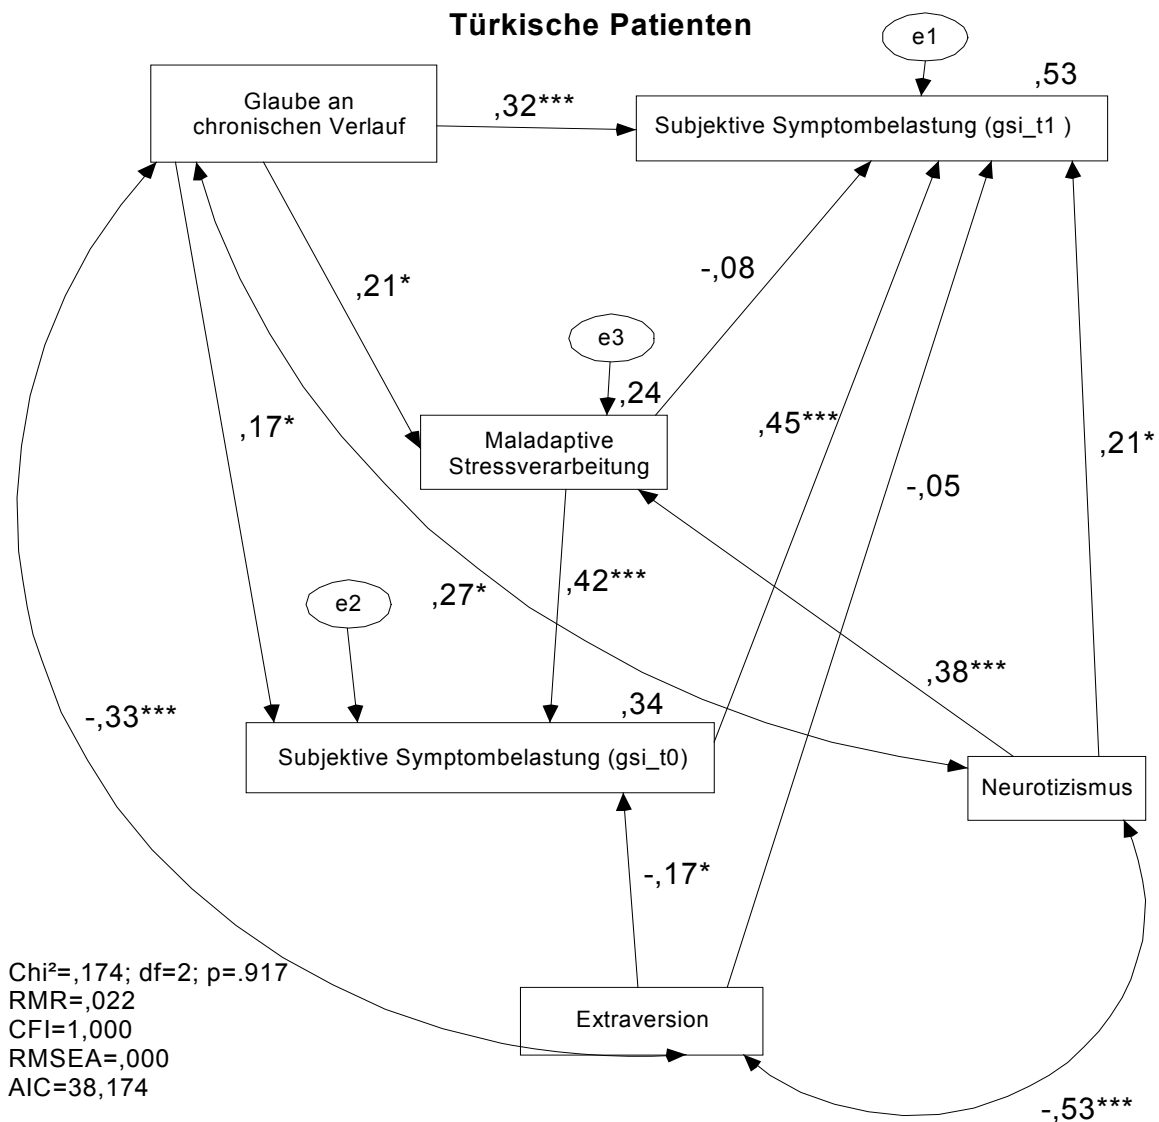 Türkische Patienten
e1
,53
Glaube an
chronischen Verlauf
,32***
Subjektive Symptombelastung (gsi_t1 )
-,08
,21*
e3
,24
,17*
Maladaptive
Stressverarbeitung
,45***
,21*
-,05
,42***
,27*
e2
,38***
-,33***
,34
Subjektive Symptombelastung (gsi_t0)
Neurotizismus
-,17*
Chi²=,174; df=2; p=.917
RMR=,022
CFI=1,000
RMSEA=,000
AIC=38,174
Extraversion
-,53***